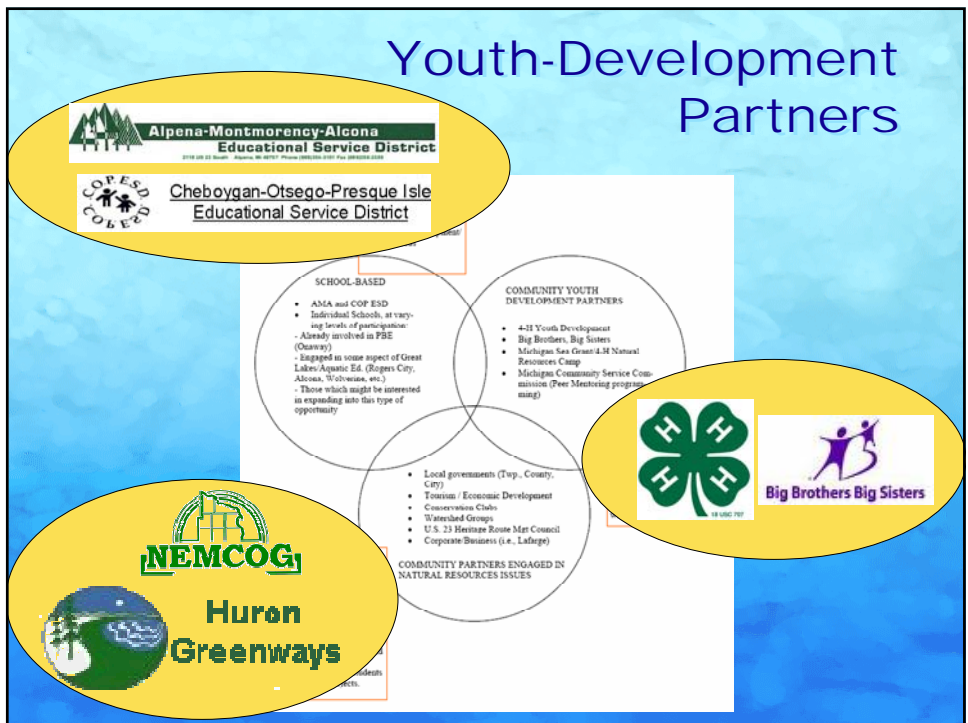 Youth-Development
Partners
Alpena-Montmorency-Alcona
Educational Service District
COP.ESD
COP.ESD
Cheboygan-Otsego-Presque Isle
Educational Service District
SCHOOL-BASED
• AMA and COP ESD
• Individual Schools, at vary-
ing levels of participation:
- Already involved in PBE
(Onaway)
- Engaged in some aspect of Great
Lakes/Aquatic Ed. (Rogers City,
Alcona, Wolverine, etc.)
- Those which might be interested
in expanding into this type of
opportunity
COMMUNITY YOUTH
DEVELOPMENT PARTNERS
• 4-H Youth Development
• Big Brothers, Big Sisters
• Michigan Sea Grant/4-H Natural
Resources Camp
• Michigan Community Service Com-
mission (Peer Mentoring program-
ming)
H H
H H
18 USC 707
Big Brothers Big Sisters
• Local governments (Twp., County,
City)
• Tourism / Economic Development
• Conservation Clubs
• Watershed Groups
• U.S. 23 Heritage Route Mgt Council
• Corporate/Business (i.e., Lafarge)
COMMUNITY PARTNERS ENGAGED IN
NATURAL RESOURCES ISSUES
NEMCOG
Huron
Greenways